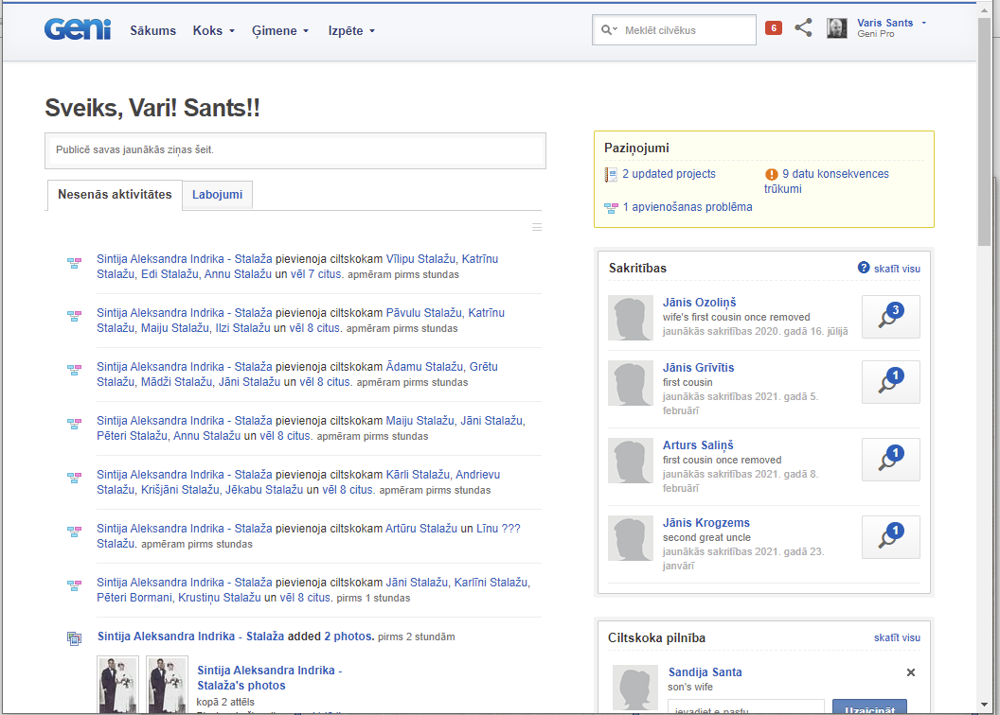 Geni
Sākums
Koks
Ģimene
Izpēte
Meklēt cilvēkus
6
Varis Sants
Geni Pro
Sveiks, Vari! Sants!!
Publicē savas jaunākās ziņas šeit.
Nesenās aktivitātes
Labojumi
Sintija Aleksandra Indrika - Stalaža pievienoja ciltskokam Vīlipu Stalažu, Katrīnu
Stalažu, Edi Stalažu, Annu Stalažu un vēl 7 citus. apmēram pirms stundas
Sintija Aleksandra Indrika - Stalaža pievienoja ciltskokam Pāvulu Stalažu, Katrīnu
Stalažu, Maiju Stalažu, Ilzi Stalažu un vēl 8 citus. apmēram pirms stundas
Sintija Aleksandra Indrika - Stalaža pievienoja ciltskokam Ādamu Stalažu, Grētu
Stalažu, Mādži Stalažu, Jāni Stalažu un vēl 8 citus. apmēram pirms stundas
Sintija Aleksandra Indrika - Stalaža pievienoja ciltskokam Maiju Stalažu, Jāni Stalažu,
Pēteri Stalažu, Annu Stalažu un vēl 8 citus. apmēram pirms stundas
Sintija Aleksandra Indrika - Stalaža pievienoja ciltskokam Kārli Stalažu, Andrievu
Stalažu, Krišjāni Stalažu, Jēkabu Stalažu un vēl 8 citus. apmēram pirms stundas
Sintija Aleksandra Indrika - Stalaža pievienoja ciltskokam Artūru Stalažu un Līnu ???
Stalažu. apmēram pirms stundas
Sintija Aleksandra Indrika - Stalaža pievienoja ciltskokam Jāni Stalažu, Karlīni Stalažu,
Pēteri Bormani, Krustiņu Stalažu un vēl 8 citus. pirms 1 stundas
Sintija Aleksandra Indrika - Stalaža added 2 photos. pirms 2 stundām
Sintija Aleksandra Indrika -
Stalaža's photos
kopā 2 attēls
Paziņojumi
2 updated projects
9 datu konsekvences
trūkumi
1 apvienošanas problēma
Sakritības
? skatīt visu
Jānis Ozoliņš
wife's first cousin once removed
jaunākās sakritības 2020. gadā 16. jūlijā
3
Jānis Grīvītis
first cousin
jaunākās sakritības 2021. gadā 5.
februārī
1
Arturs Saliņš
first cousin once removed
jaunākās sakritības 2021. gadā 8.
februārī
1
Jānis Krogzems
second great uncle
jaunākās sakritības 2021. gadā 23.
janvārī
1
Ciltskoka pilnība
skatīt visu
Sandija Santa
son's wife
ievadiet e-pastu
Uzaicināt